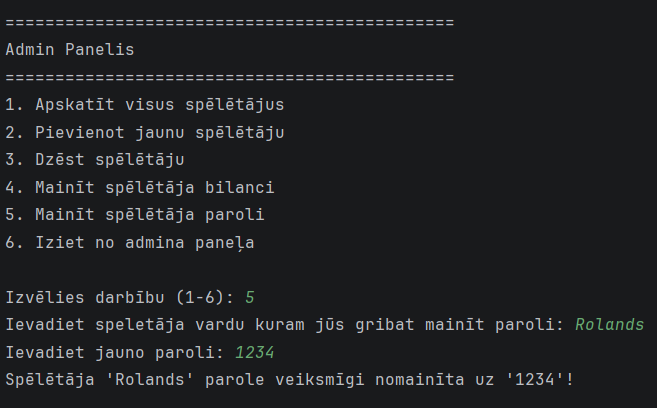 =============================================
Admin Panelis
=============================================
1. Apskatīt visus spēlētājus
2. Pievienot jaunu spēlētāju
3. Dzēst spēlētāju
4. Mainīt spēlētāja bilanci
5. Mainīt spēlētāja paroli
6. Iziet no admina paneļa
Izvēlies darbību (1-6): 5
Ievadiet speletāja vardu kuram jūs gribat mainīt paroli: Rolands
Ievadiet jauno paroli: 1234
Spēlētāja 'Rolands' parole veiksmīgi nomainīta uz '1234'!